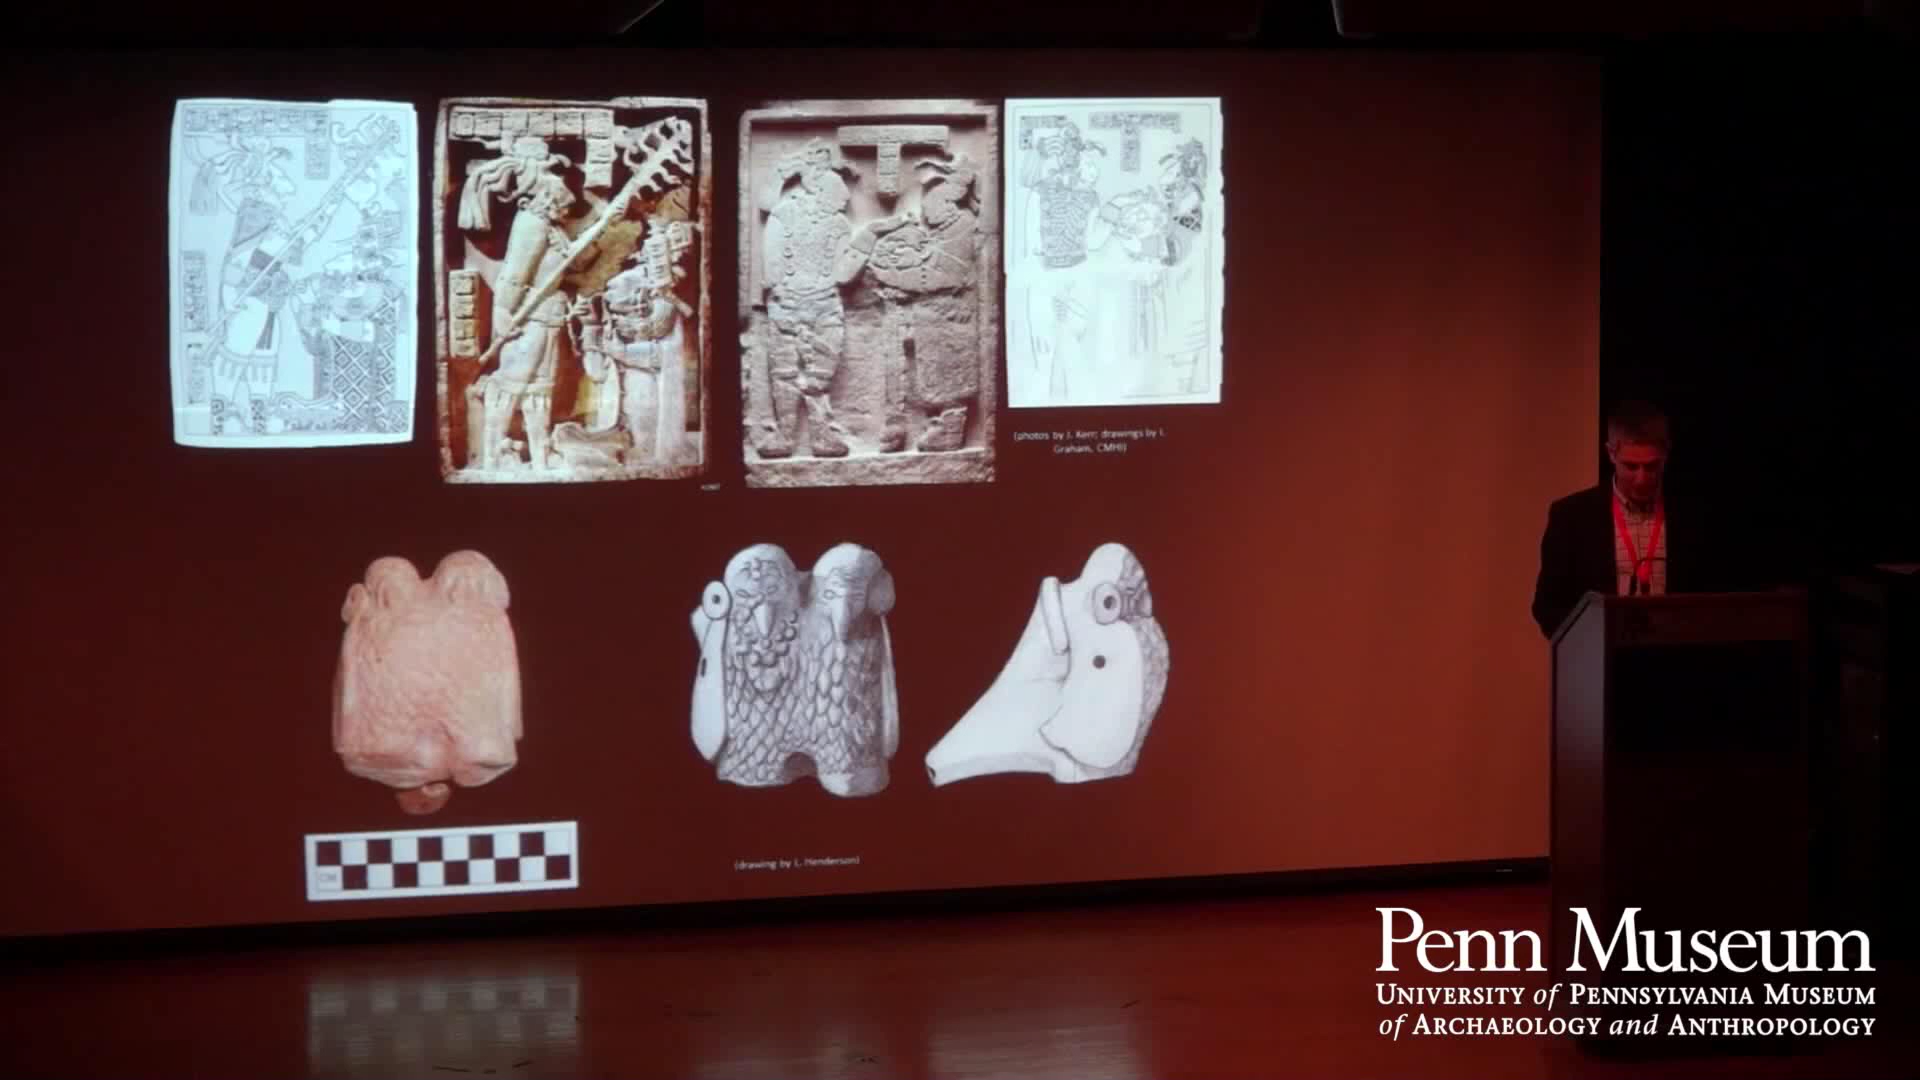 (photos by J. Kerr; drawings by I.
Graham, CMHI)
CM
(drawing by L. Henderson)
Penn Museum
UNIVERSITY of PENNSYLVANIA MUSEUM
of ARCHAEOLOGY and ANTHROPOLOGY